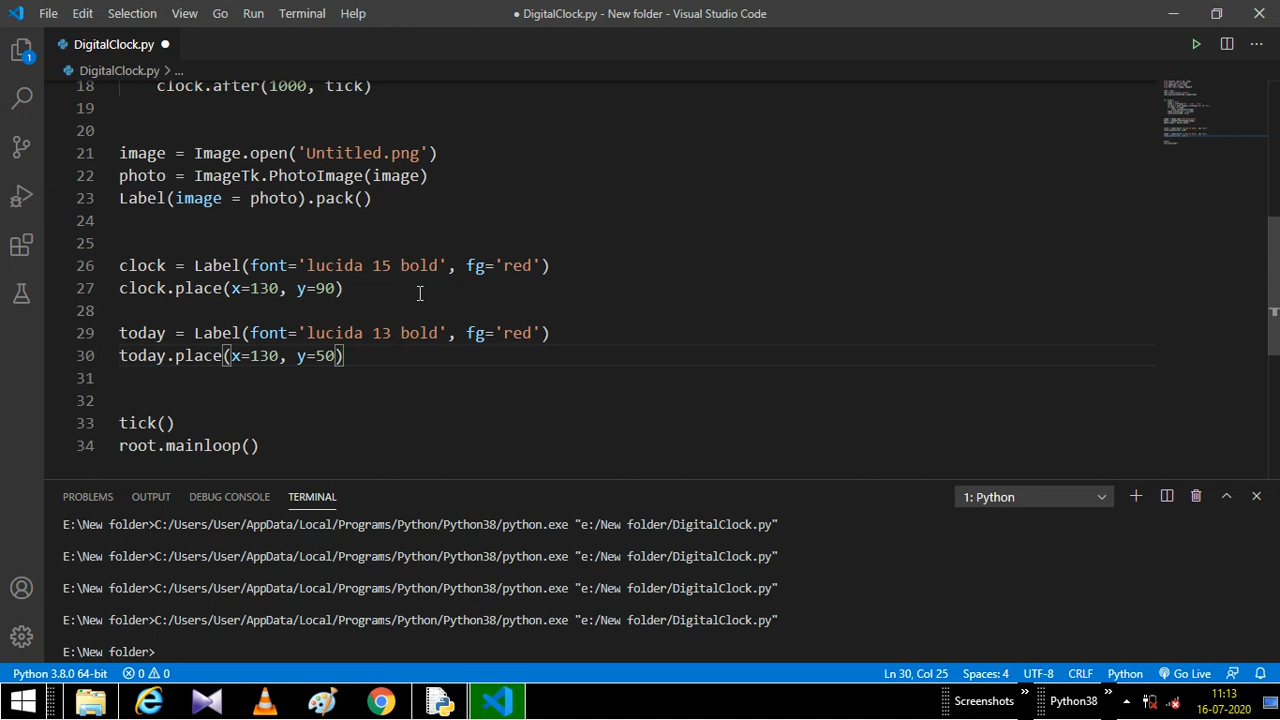 File Edit Selection View Go Run Terminal Help
● DigitalClock.py - New folder - Visual Studio Code
DigitalClock.py ●
DigitalClock.py > ...
18 clock.after(1000, tick)
19
20
21 image = Image.open('Untitled.png')
22 photo = ImageTk.PhotoImage(image)
23 Label(image = photo).pack()
24
25
26 clock = Label(font='lucida 15 bold', fg='red')
27 clock.place(x=130, y=90)
28
29 today = Label(font='lucida 13 bold', fg='red')
30 today.place(x=130, y=50)
31
32
33 tick()
34 root.mainloop()
1
PROBLEMS OUTPUT DEBUG CONSOLE TERMINAL 1: Python
E:\New folder>C:/Users/User/AppData/Local/Programs/Python/Python38/python.exe "e:/New folder/DigitalClock.py"
E:\New folder>C:/Users/User/AppData/Local/Programs/Python/Python38/python.exe "e:/New folder/DigitalClock.py"
E:\New folder>C:/Users/User/AppData/Local/Programs/Python/Python38/python.exe "e:/New folder/DigitalClock.py"
E:\New folder>C:/Users/User/AppData/Local/Programs/Python/Python38/python.exe "e:/New folder/DigitalClock.py"
E:\New folder>
Python 3.8.0 64-bit 0 0 Ln 30, Col 25 Spaces: 4 UTF-8 CRLF Python Go Live
Screenshots » Python38 » 11:13
16-07-2020